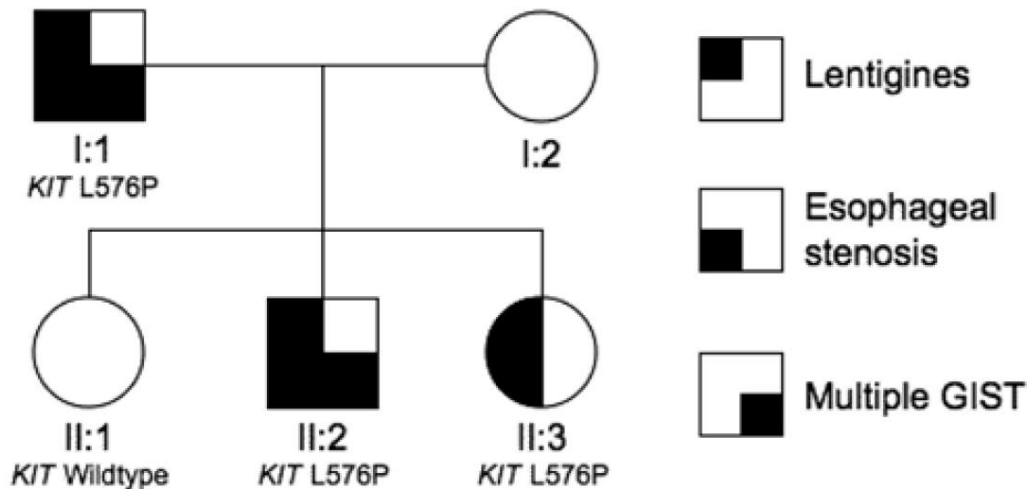 I:1
KIT L576P
I:2
II:1
KIT Wildtype
II:2
KIT L576P
II:3
KIT L576P
Lentigines
Esophageal
stenosis
Multiple GIST